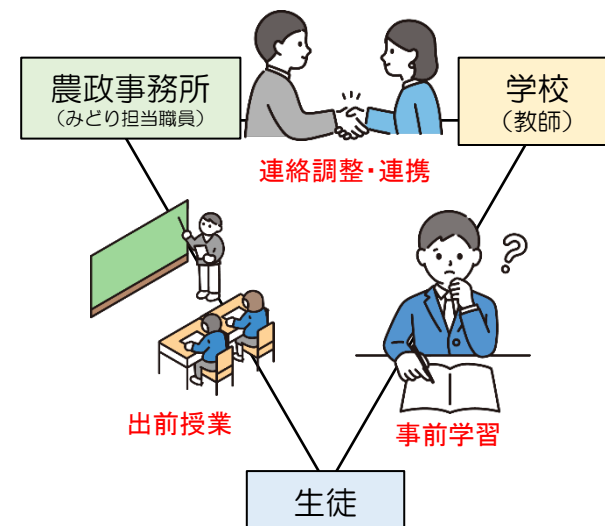 農政事務所
（みどり担当職員）
学校
（教師）
連絡調整・連携
出前授業
事前学習
生徒